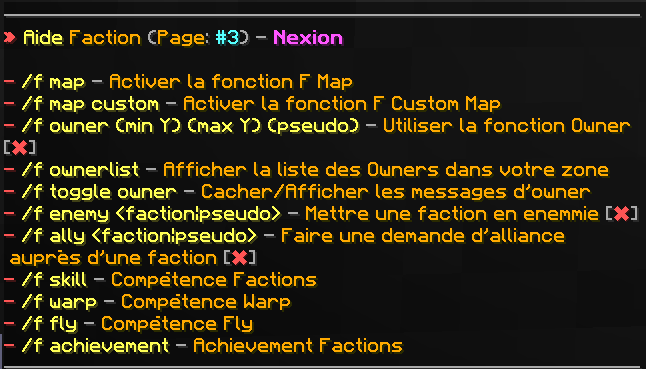 » Aide Faction (Page: #3) - Nexion
- /f map - Activer la fonction F Map
- /f map custom - Activer la fonction F Custom Map
- /f owner (min Y) (max Y) (pseudo) - Utiliser la fonction Owner
[✖]
- /f ownerlist - Afficher la liste des Owners dans votre zone
- /f toggle owner - Cacher/Afficher les messages d'owner
- /f enemy <faction¦pseudo> - Mettre une faction en enemmie [✖]
- /f ally <faction¦pseudo> - Faire une demande d'alliance
auprès d'une faction [✖]
- /f skill - Compétence Factions
- /f warp - Compétence Warp
- /f fly - Compétence Fly
- /f achievement - Achievement Factions